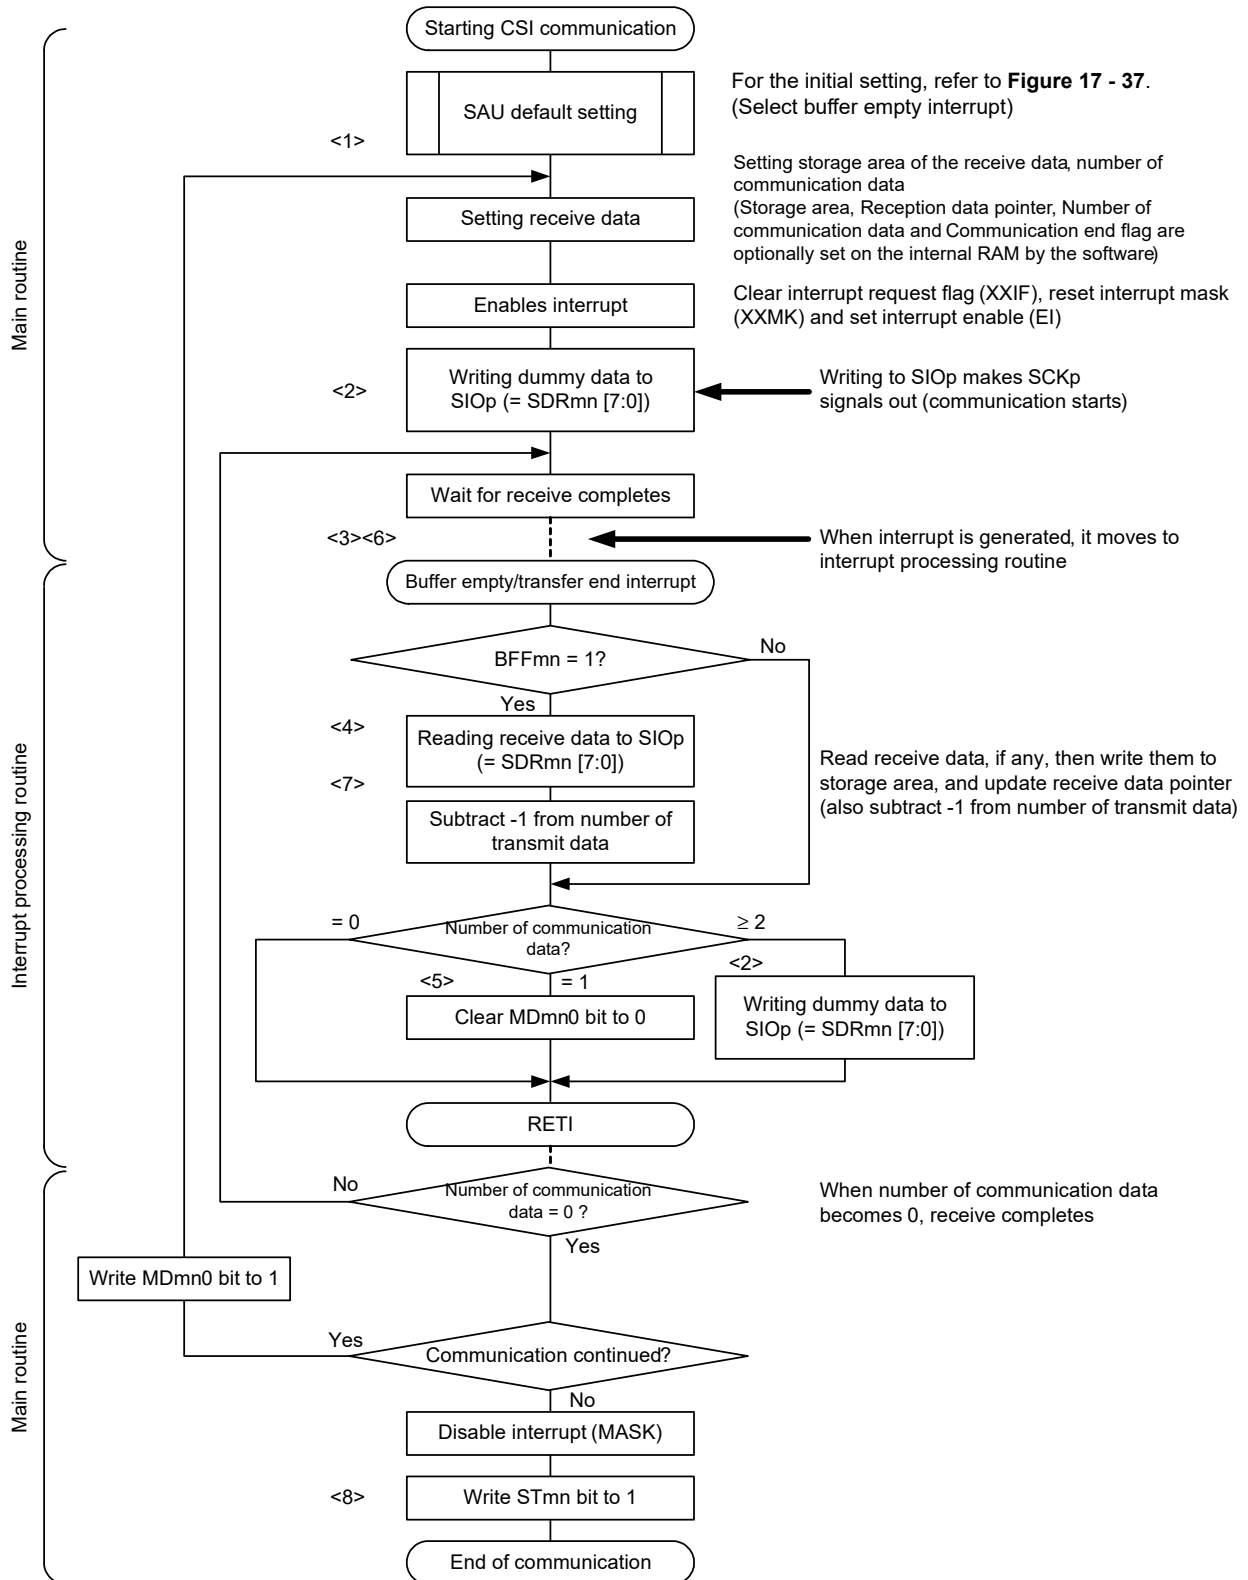 Starting CSI communication
SAU default setting
For the initial setting, refer to Figure 17 - 37.
(Select buffer empty interrupt)
<1>
Setting storage area of the receive data, number of
communication data
(Storage area, Reception data pointer, Number of
communication data and Communication end flag are
optionally set on the internal RAM by the software)
Setting receive data
Main routine
Enables interrupt
Clear interrupt request flag (XXIF), reset interrupt mask
(XXMK) and set interrupt enable (EI)
<2>
Writing dummy data to
SIOp (= SDRmn [7:0])
Writing to SIOp makes SCKp
signals out (communication starts)
Wait for receive completes
<3><6>
When interrupt is generated, it moves to
interrupt processing routine
Buffer empty/transfer end interrupt
BFFmn = 1?
No
Yes
<4>
Reading receive data to SIOp
(= SDRmn [7:0])
<7>
Subtract -1 from number of
transmit data
Read receive data, if any, then write them to
storage area, and update receive data pointer
(also subtract -1 from number of transmit data)
Interrupt processing routine
= 0
Number of communication
data?
≥ 2
<5>
= 1
<2>
Clear MDmn0 bit to 0
Writing dummy data to
SIOp (= SDRmn [7:0])
RETI
No
Number of communication
data = 0 ?
Yes
When number of communication data
becomes 0, receive completes
Write MDmn0 bit to 1
Main routine
Yes
Communication continued?
No
Disable interrupt (MASK)
<8>
Write STmn bit to 1
End of communication